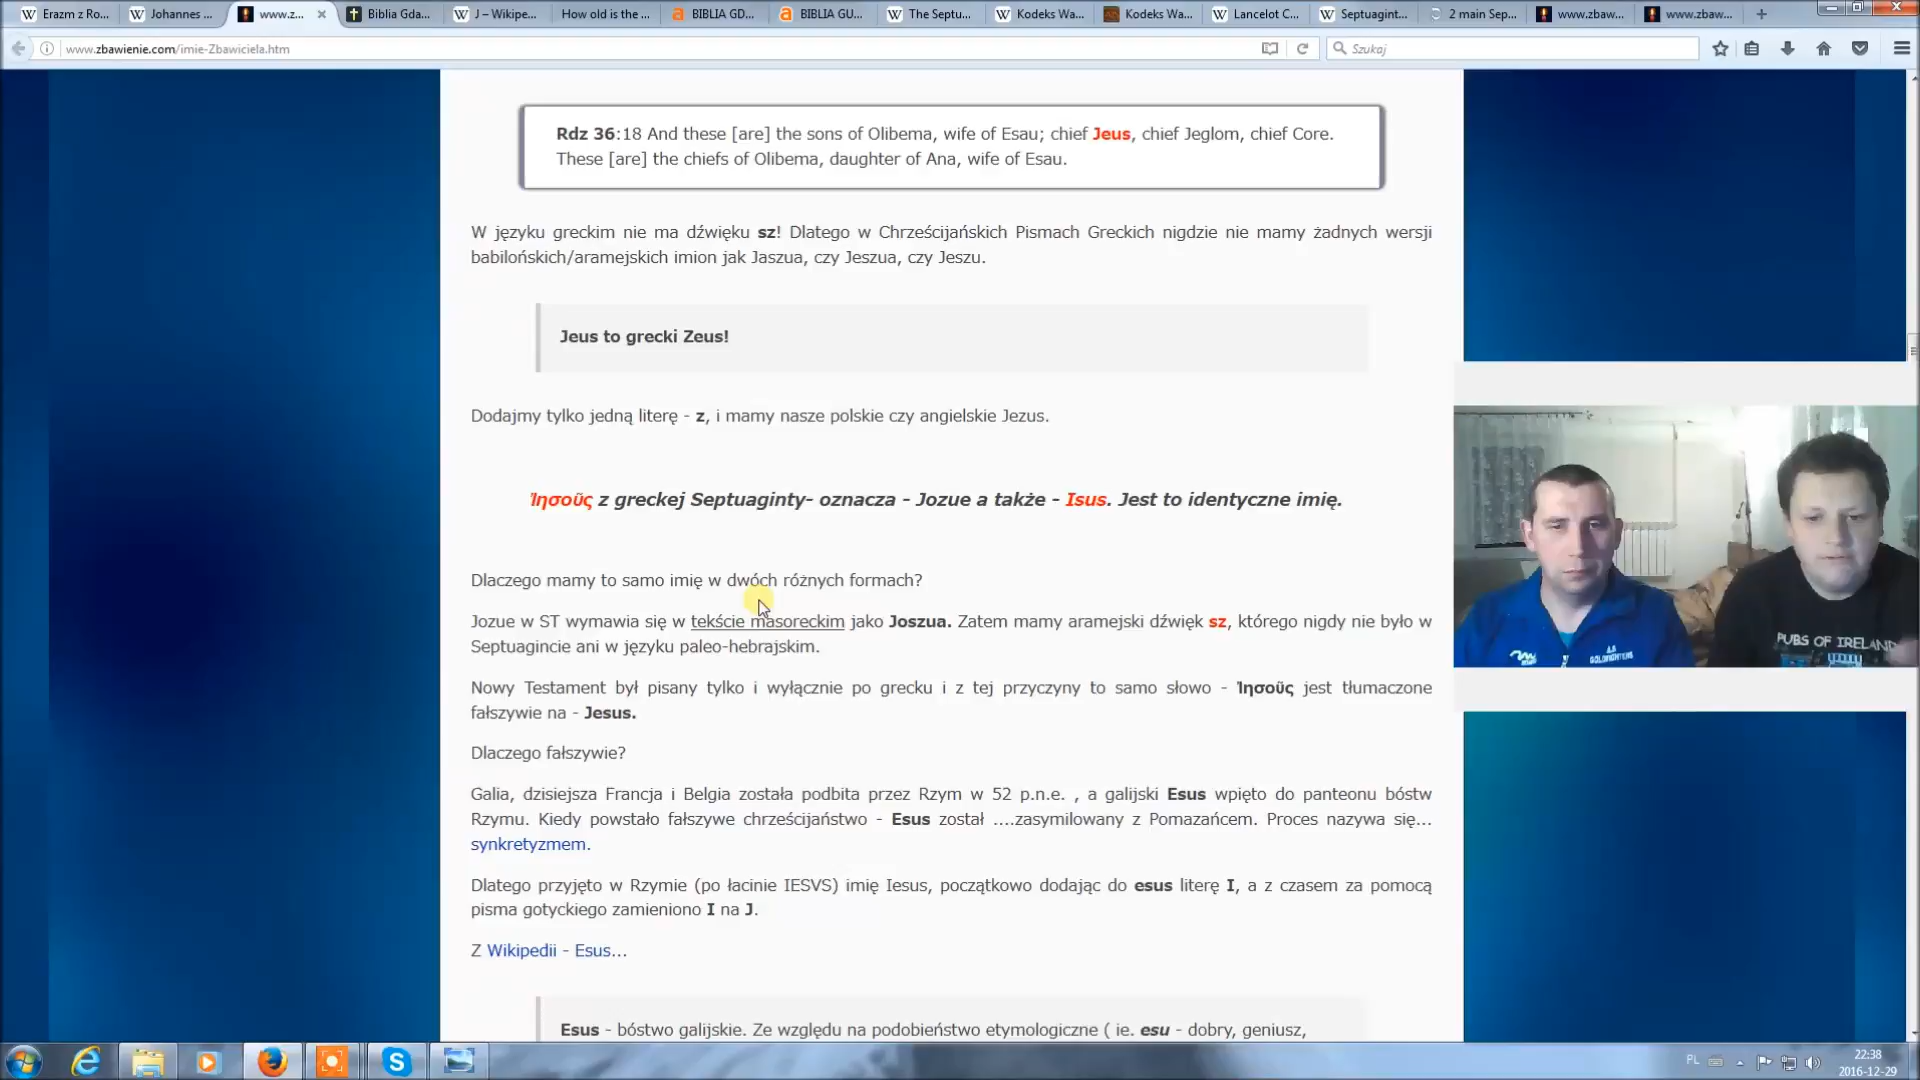 Erazm z Ro...
Johannes ...
www.z...
Biblia Gda...
J – Wikipe...
How old is the ...
BIBLIA GD...
BIBLIA GU...
The Septu...
Kodeks Wa...
Kodeks Wa...
Lancelot C...
Septuagint...
2 main Sep...
www.zbaw...
www.zbaw...
www.zbawienie.com/imie-Zbawiciela.htm
Szukaj
Rdz 36:18 And these [are] the sons of Olibema, wife of Esau; chief Jeus, chief Jeglom, chief Core.
These [are] the chiefs of Olibema, daughter of Ana, wife of Esau.
W języku greckim nie ma dźwięku sz! Dlatego w Chrześcijańskich Pismach Greckich nigdzie nie mamy żadnych wersji
babilońskich/aramejskich imion jak Jaszua, czy Jeszua, czy Jeszu.
Jeus to grecki Zeus!
Dodajmy tylko jedną literę - z, i mamy nasze polskie czy angielskie Jezus.
Ἰησοῦς z greckej Septuaginty- oznacza - Jozue a także - Isus. Jest to identyczne imię.
Dlaczego mamy to samo imię w dwóch różnych formach?
Jozue w ST wymawia się w tekście masoreckim jako Joszua. Zatem mamy aramejski dźwięk sz, którego nigdy nie było w
Septuagincie ani w języku paleo-hebrajskim.
Nowy Testament był pisany tylko i wyłącznie po grecku i z tej przyczyny to samo słowo - Ἰησοῦς jest tłumaczone
fałszywie na - Jesus.
Dlaczego fałszywie?
Galia, dzisiejsza Francja i Belgia została podbita przez Rzym w 52 p.n.e. , a galijski Esus wpięto do panteonu bóstw
Rzymu. Kiedy powstało fałszywe chrześcijaństwo - Esus został ....zasymilowany z Pomazańcem. Proces nazywa się...
synkretyzmem.
Dlatego przyjęto w Rzymie (po łacinie IESVS) imię Iesus, początkowo dodając do esus literę I, a z czasem za pomocą
pisma gotyckiego zamieniono I na J.
Z Wikipedii - Esus...
Esus - bóstwo galijskie. Ze względu na podobieństwo etymologiczne ( ie. esu - dobry, geniusz,
PUBS OF IRELAND
GOLDFIGHTERS
PL
22:38
2016-12-29